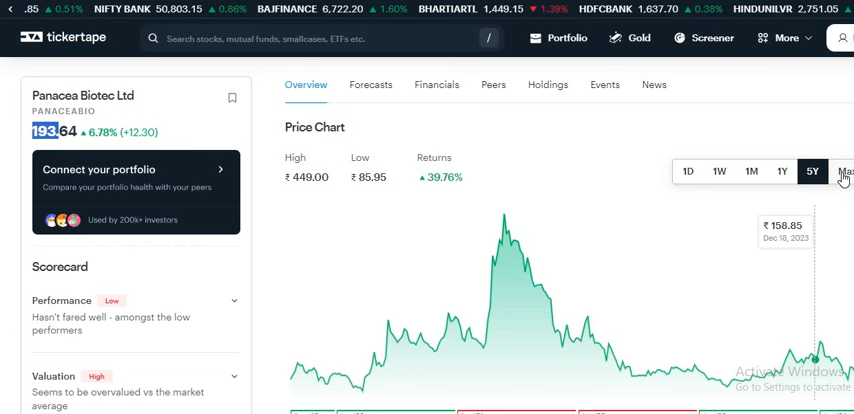 .85 ▲ 0.51% NIFTY BANK 50,803.15 ▲ 0.86% BAJFINANCE 6,722.20 ▲ 1.60% BHARTIARTL 1,449.15 ▼ 1.39% HDFCBANK 1,637.70 ▲ 0.38% HINDUNILVR 2,751.05 ▲
tickertape Search stocks, mutual funds, smallcases, ETFs etc. / Portfolio Gold Screener More
Panacea Biotec Ltd
PANACEABIO
193.64 ▲ 6.78% (+12.30)
Connect your portfolio
Compare your portfolio health with your peers
Used by 200k+ investors
Scorecard
Performance Low
Hasn't fared well - amongst the low
performers
Valuation High
Seems to be overvalued vs the market
average
Overview Forecasts Financials Peers Holdings Events News
Price Chart
High Low Returns
₹ 449.00 ₹ 85.95 ▲ 39.76%
1D 1W 1M 1Y 5Y Max
₹ 158.85
Dec 18, 2023
Activate Windows
Go to Settings to activate